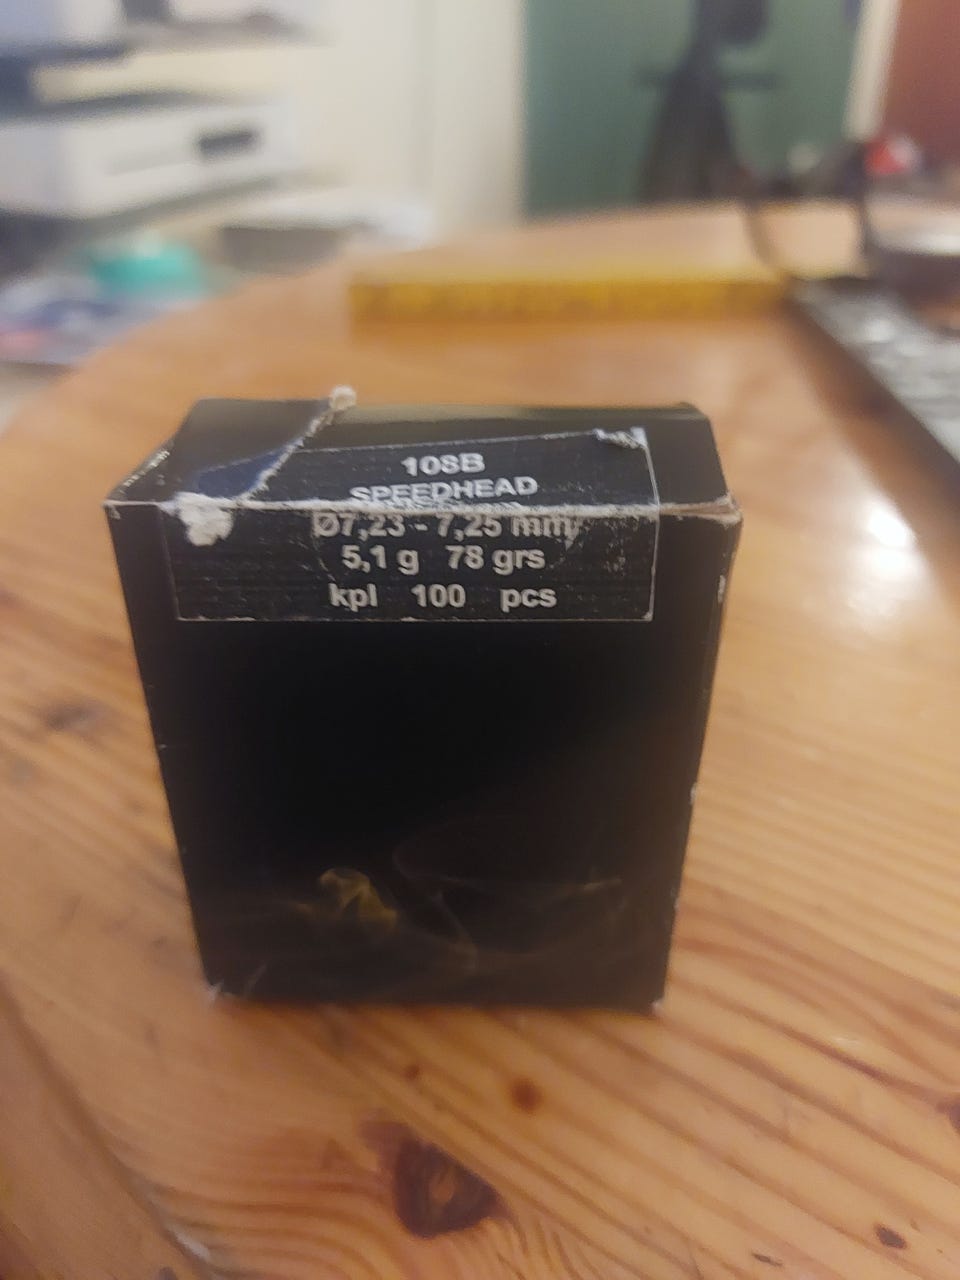 108B
SPEEDHEAD
Ø7,23 - 7,25 mm
5,1 g 78 grs
kpl 100 pcs